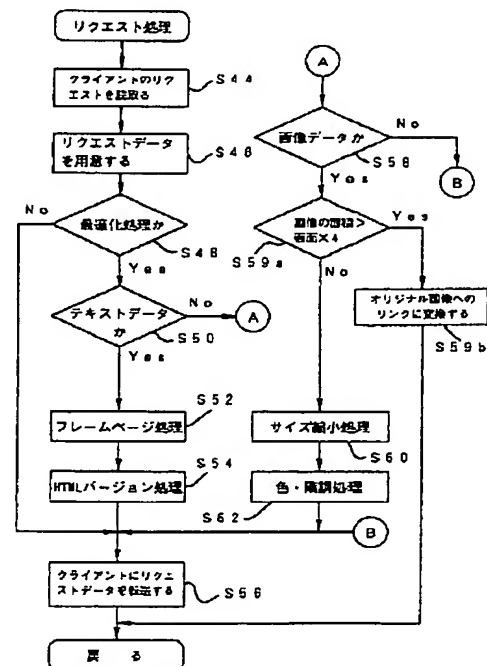 リクエスト処理
クライアントのリク
エストを読取る
S44
リクエストデータ
を用意する
S46
No
最適化処理か
S48
Yes
テキストデータ
か
No
A
S50
Yes
S52
フレームページ処理
S54
HTMLバージョン処理
クライアントにリクエ
ストデータを転送する
S56
戻る
A
画像データか
No
S58
B
Yes
画像の面積>
画面×4
Yes
S59a
No
オリジナル画像への
リンクに変換する
S59b
サイズ縮小処理
S60
色・階調処理
S62
B